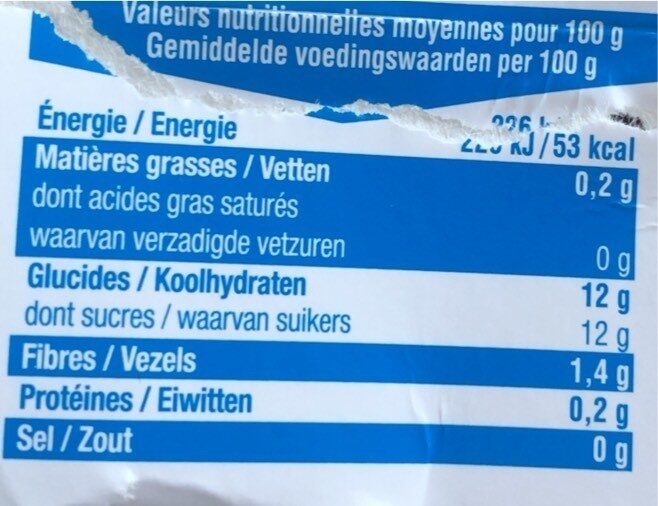 Valeurs nutritionnelles moyennes pour 100 g
Gemiddelde voedingswaarden per 100 g
Énergie / Energie kJ / 53 kcal
Matières grasses / Vetten 0,2 g
dont acides gras saturés
waarvan verzadigde vetzuren 0 g
Glucides / Koolhydraten 12 g
dont sucres / waarvan suikers 12 g
Fibres / Vezels 1,4 g
Protéines / Eiwitten 0,2 g
Sel / Zout 0 g